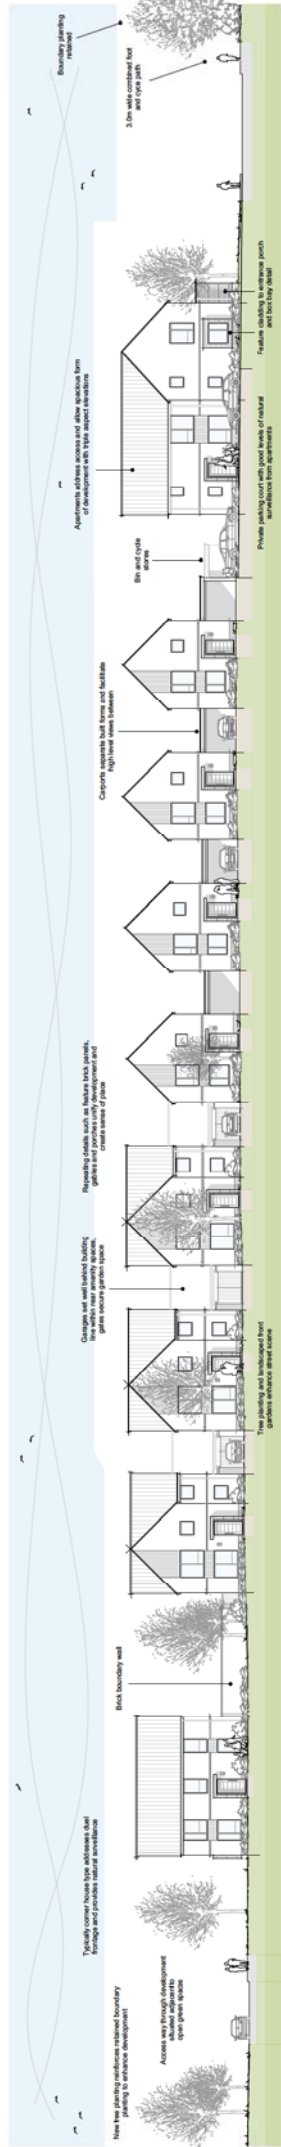 New tree planting reinforces retained boundary
planting to enhance development
Access way through development
situated adjacent to
open green spaces
Typically corner house type addresses duel
frontage and provides natural surveillance
Brick boundary wall
Garages set well behind building
line within rear amenity spaces,
gates secure garden space
Tree planting and landscaped front
gardens enhance street scene
Repeating details such as feature brick panels,
gables and porches unify development and
create sense of place
Carports separate built forms and facilitate
high level views between
Bin and cycle
stores
Apartments address access and allow spacious form
of development with triple aspect elevations
Private parking court with good levels of natural
surveillance from apartments
Feature cladding to entrance porch
and box bay detail
3.0m wide combined foot
and cyce path
Boundary planting
retained